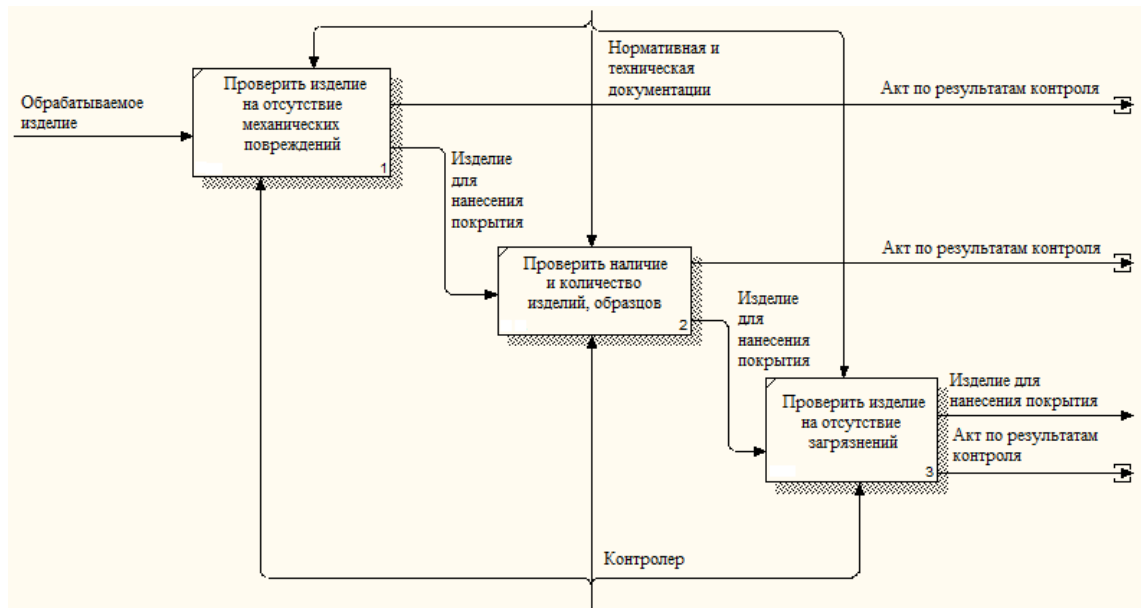 Нормативная и
техническая
документации
Проверить изделие
на отсутствие
механических
повреждений
1
Обрабатываемое
изделие
Акт по результатам контроля
Изделие
для
нанесения
покрытия
Проверить наличие
и количество
изделий, образцов
2
Акт по результатам контроля
Изделие
для
нанесения
покрытия
Проверить изделие
на отсутствие
загрязнений
3
Изделие для
нанесения покрытия
Акт по результатам
контроля
Контролер